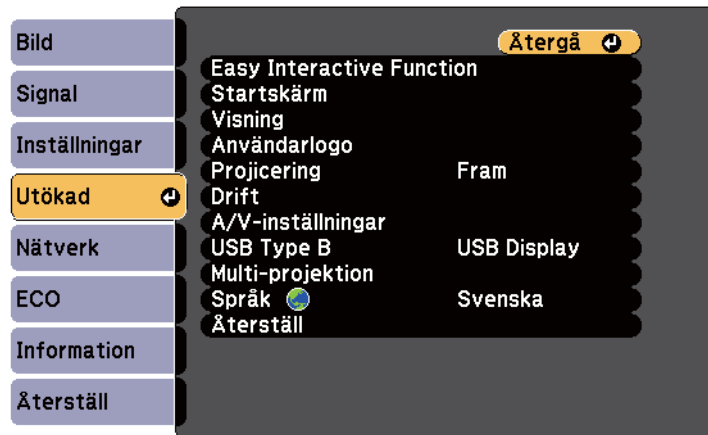 Bild
Signal
Inställningar
Utökad
Nätverk
ECO
Information
Återställ
Återgå
Easy Interactive Function
Startskärm
Visning
Användarlogo
Projicering Fram
Drift
A/V-inställningar
USB Type B USB Display
Multi-projektion
Språk Svenska
Återställ